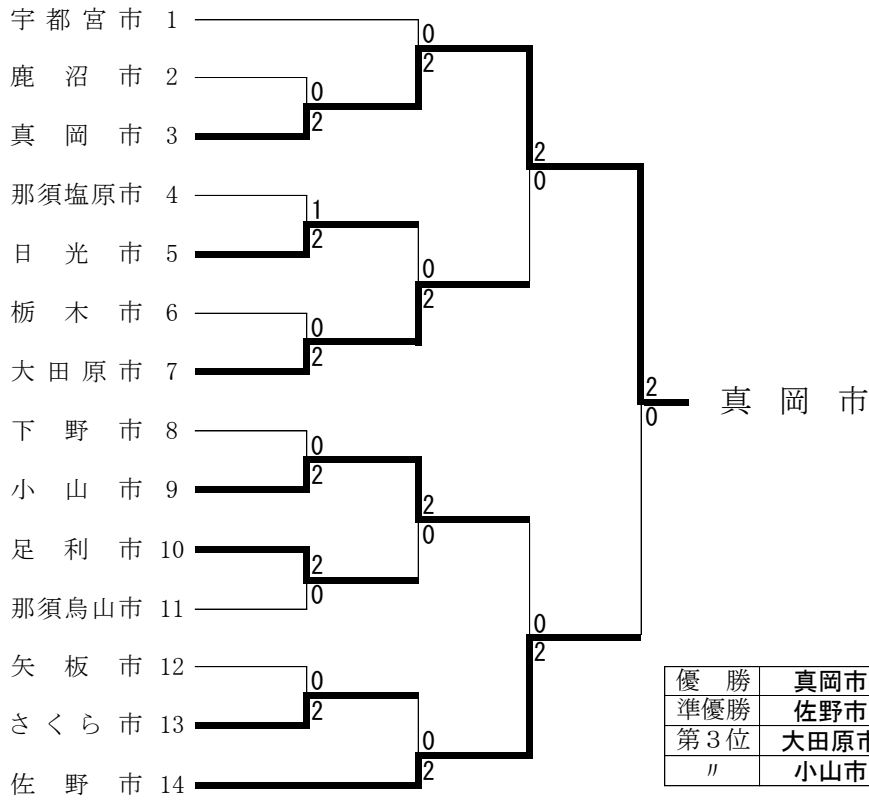 宇都宮市 1
0
2
鹿沼市 2
0
2
真岡市 3
2
0
那須塩原市 4
1
2
日光市 5
0
2
栃木市 6
0
2
大田原市 7
2
0
真岡市
下野市 8
0
2
小山市 9
2
0
足利市 10
2
0
那須烏山市 11
0
2
矢板市 12
0
2
さくら市 13
0
2
佐野市 14
優勝 真岡市
準優勝 佐野市
第3位 大田原市
〃 小山市